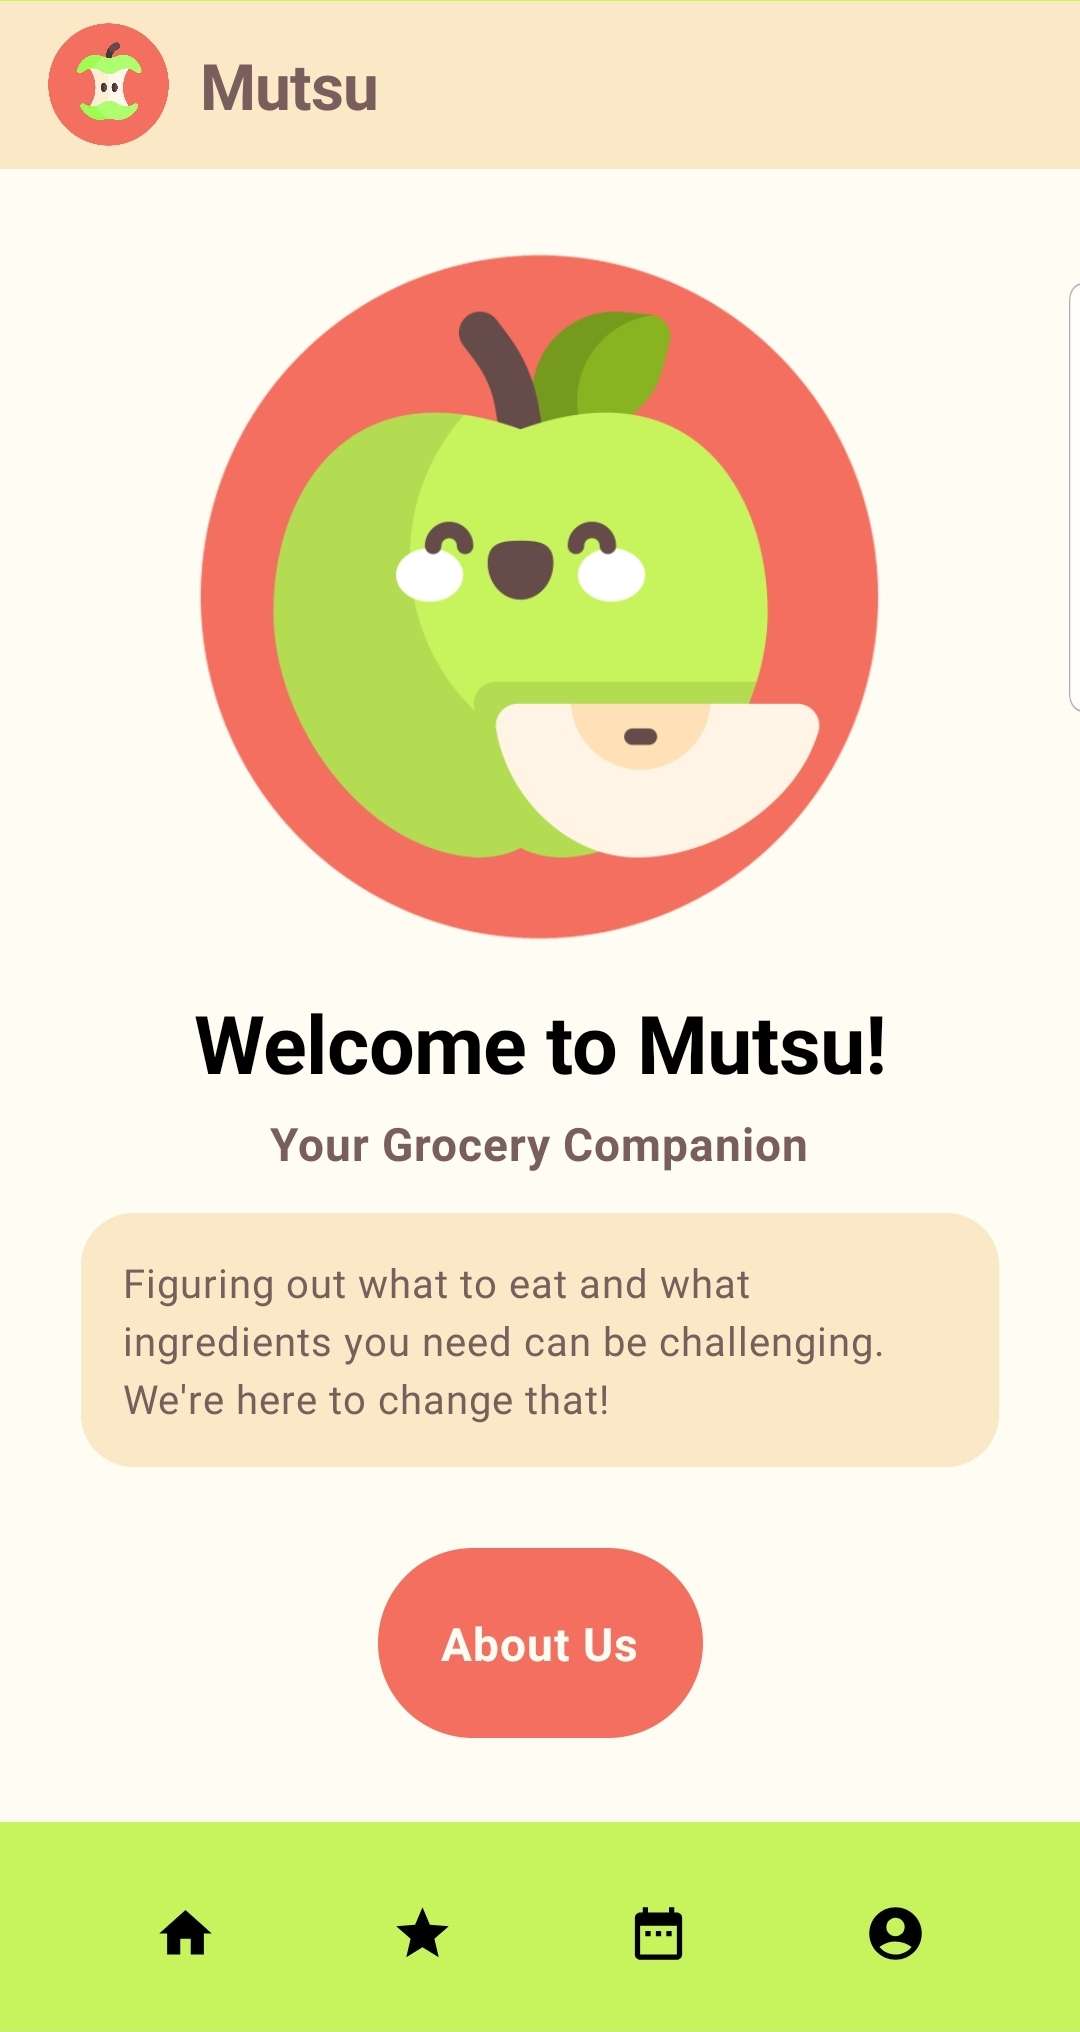 Mutsu
Welcome to Mutsu!
Your Grocery Companion
Figuring out what to eat and what
ingredients you need can be challenging.
We're here to change that!
About Us